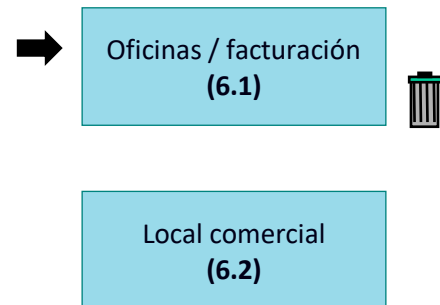 Oficinas / facturación
(6.1)
Local comercial
(6.2)